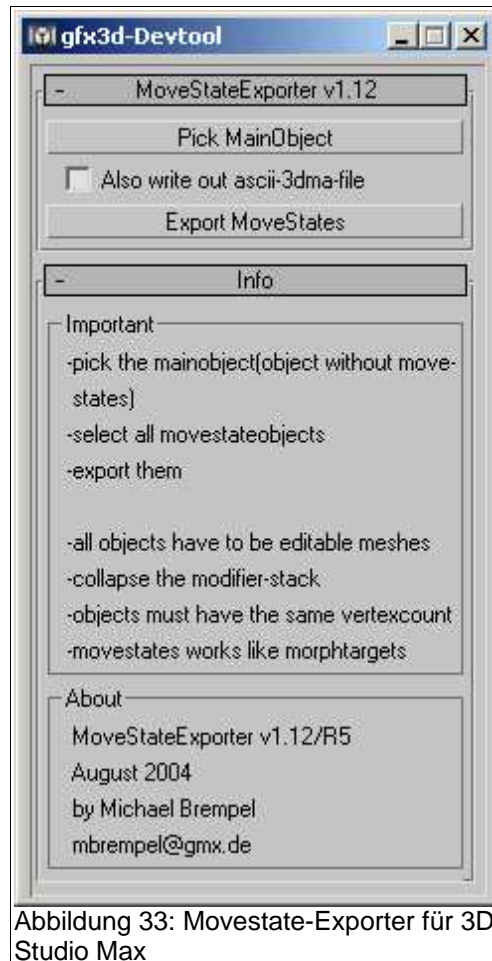 gfx3d-Devtool
- MoveStateExporter v1.12
Pick MainObject
Also write out ascii-3dma-file
Export MoveStates
- Info
Important
-pick the mainobject(object without move-
states)
-select all movestateobjects
-export them
-all objects have to be editable meshes
-collapse the modifier-stack
-objects must have the same vertexcount
-movestates works like morphtargets
About
MoveStateExporter v1.12/R5
August 2004
by Michael Brempel
mbrempel@gmx.de
Abbildung 33: Movestate-Exporter für 3D
Studio Max